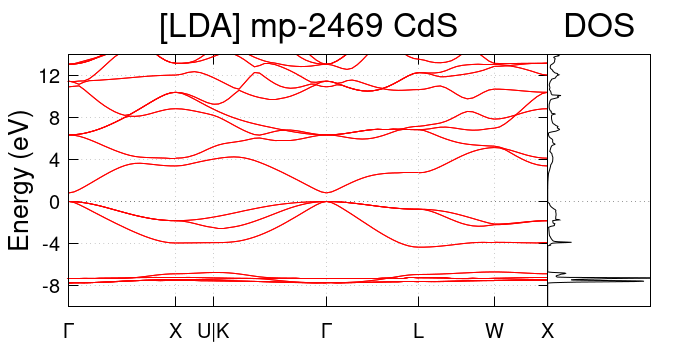 [LDA] mp-2469 CdS
DOS
Energy (eV)
12
8
4
0
-4
-8
Γ X U|K Γ L W X